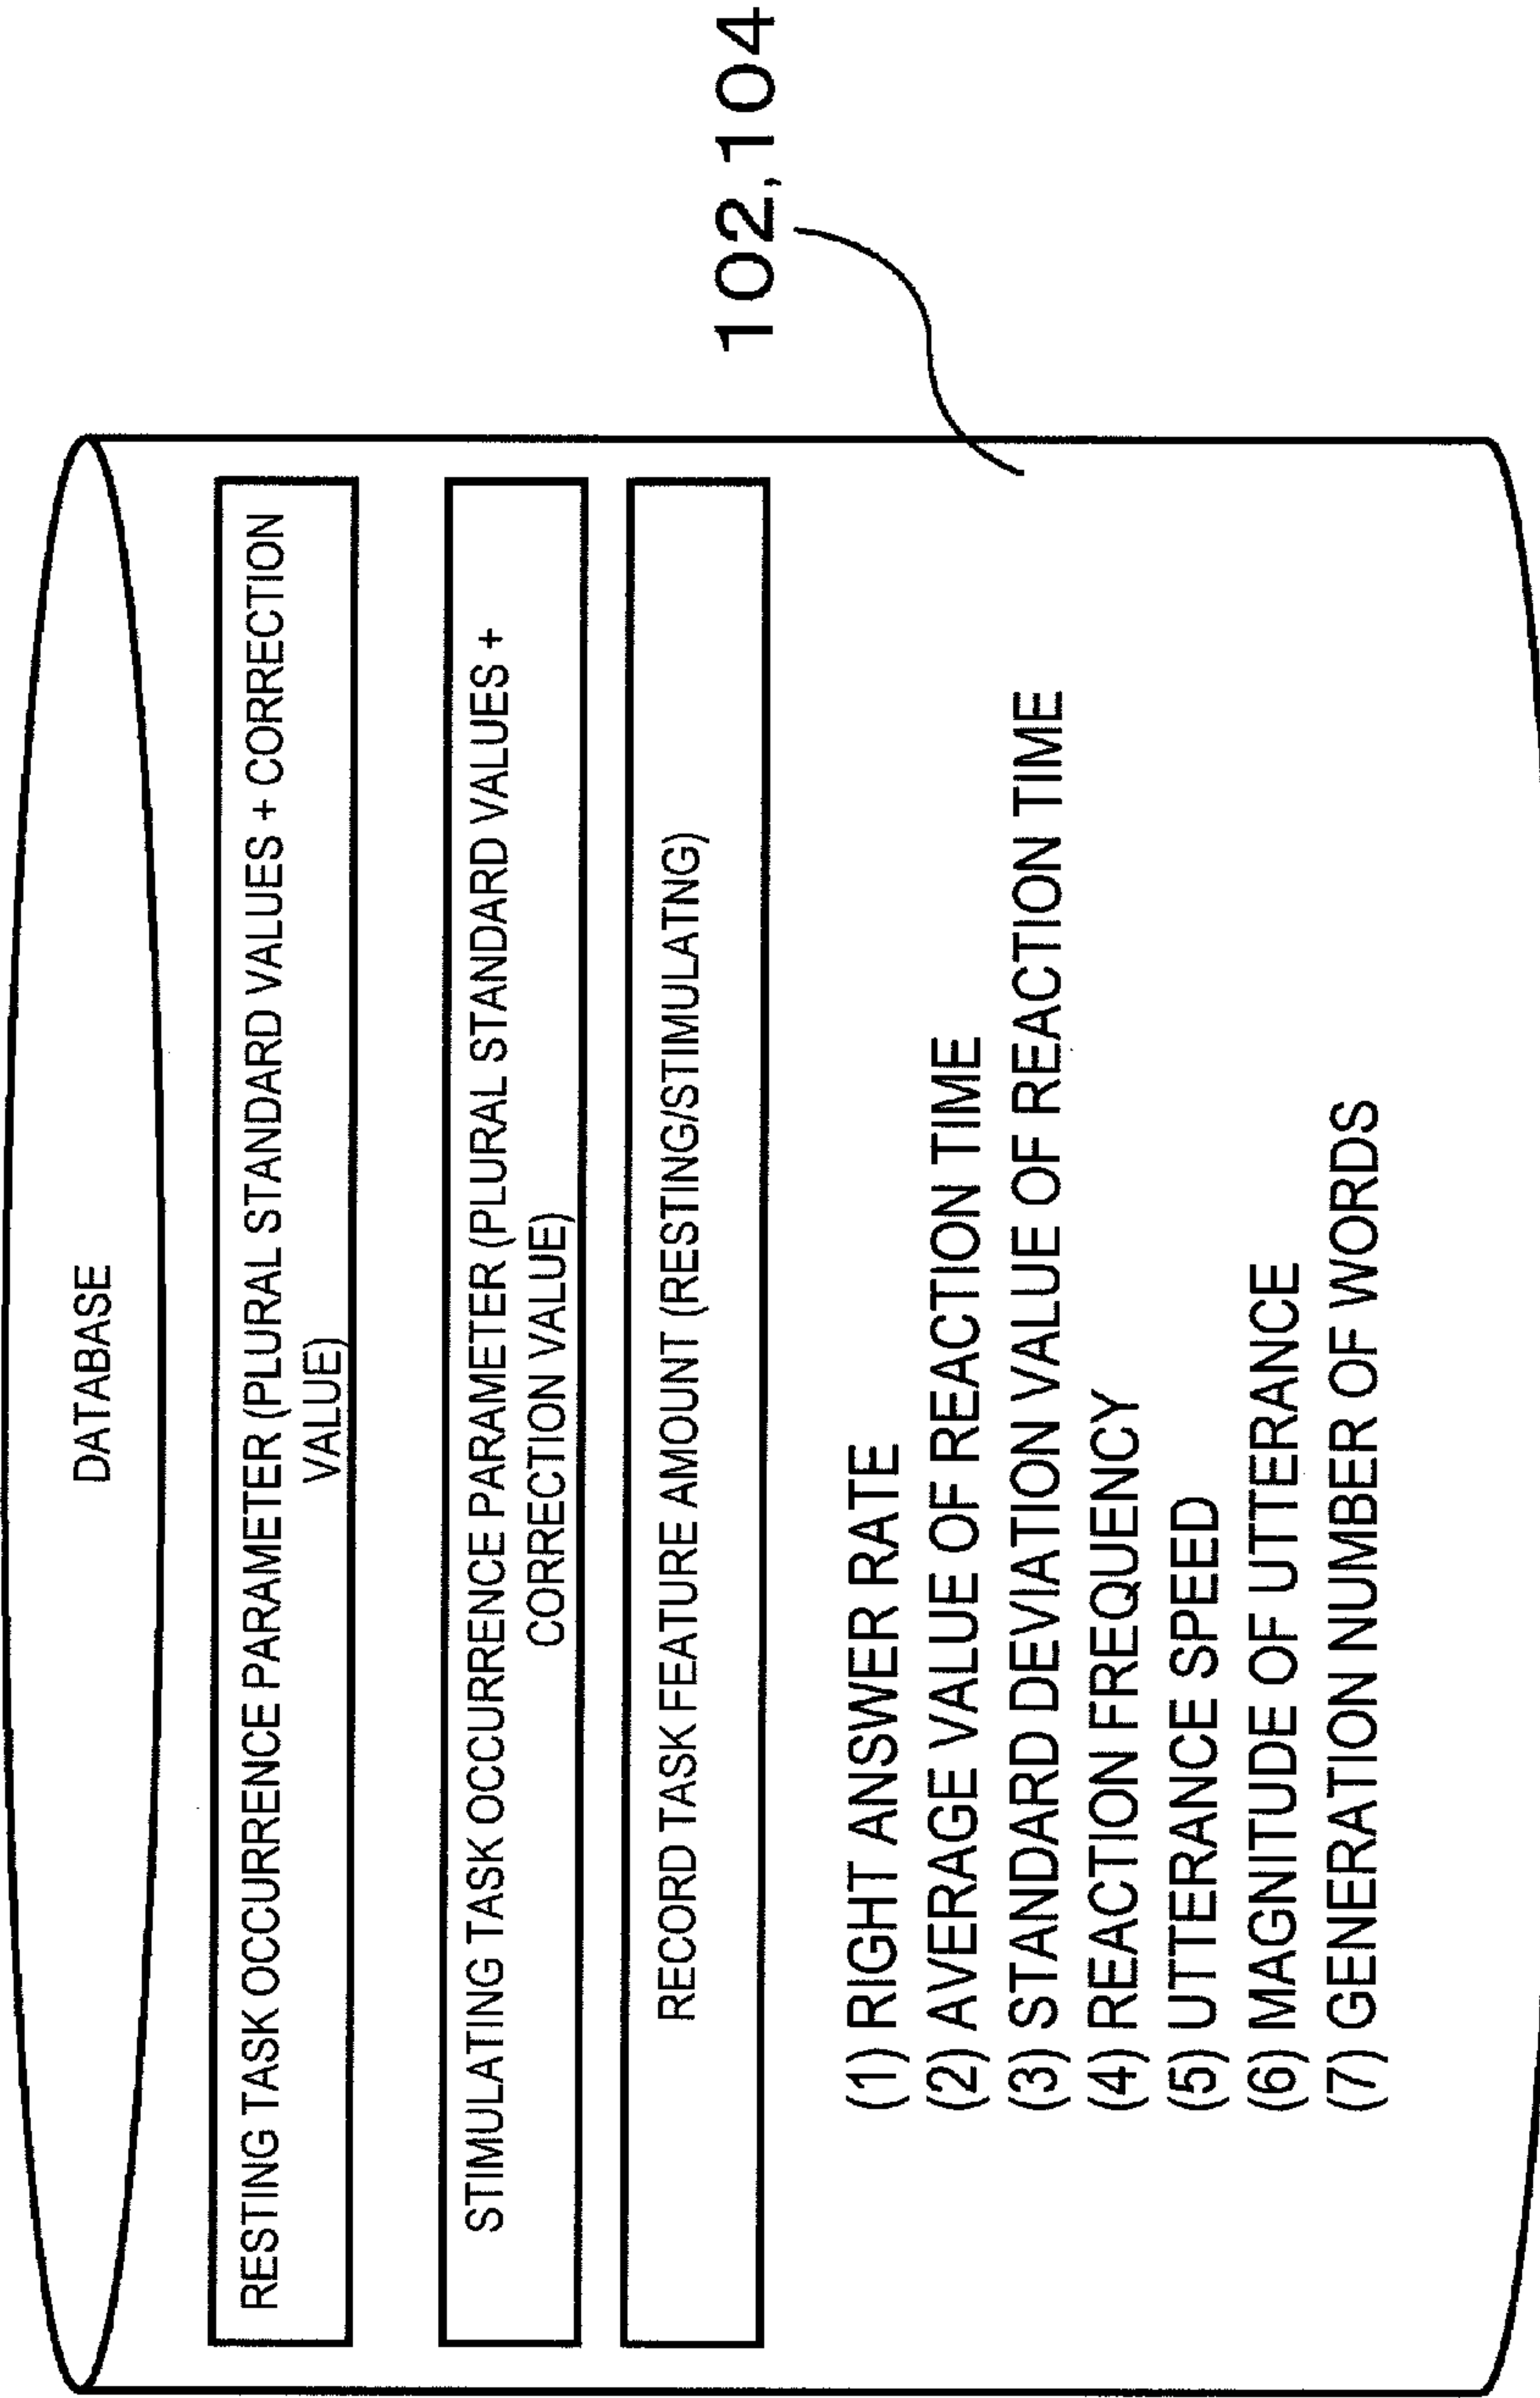 DATABASE
RESTING TASK OCCURRENCE PARAMETER (PLURAL STANDARD VALUES + CORRECTION
VALUE)
STIMULATING TASK OCCURRENCE PARAMETER (PLURAL STANDARD VALUES +
CORRECTION VALUE)
RECORD TASK FEATURE AMOUNT (RESTING/STIMULATNG)
(1) RIGHT ANSWER RATE
(2) AVERAGE VALUE OF REACTION TIME
(3) STANDARD DEVIATION VALUE OF REACTION TIME
(4) REACTION FREQUENCY
(5) UTTERANCE SPEED
(6) MAGNITUDE OF UTTERANCE
(7) GENERATION NUMBER OF WORDS
102,104